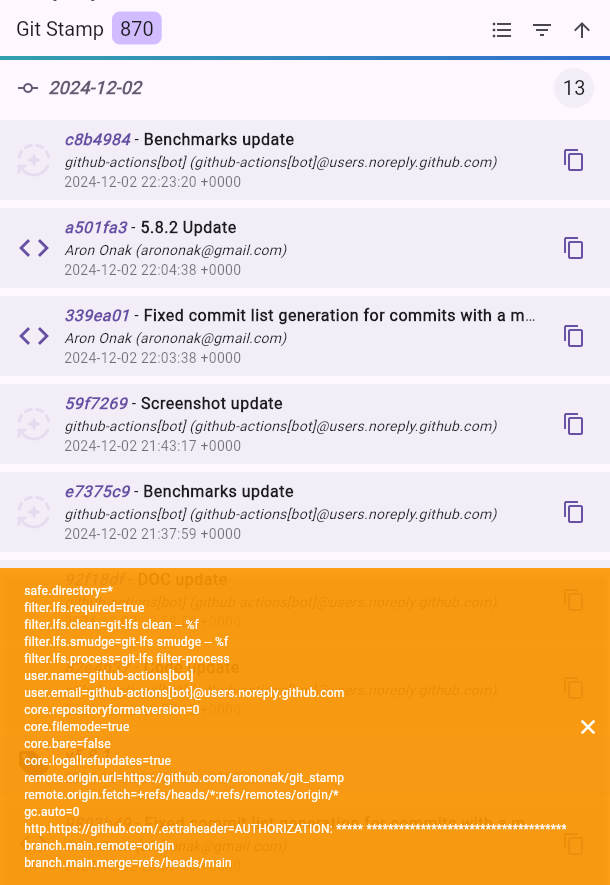 Git Stamp 870
2024-12-02 13
c8b4984 - Benchmarks update
github-actions[bot] (github-actions[bot]@users.noreply.github.com)
2024-12-02 22:23:20 +0000
a501fa3 - 5.8.2 Update
Aron Onak (arononak@gmail.com)
2024-12-02 22:04:38 +0000
339ea01 - Fixed commit list generation for commits with a m...
Aron Onak (arononak@gmail.com)
2024-12-02 22:03:38 +0000
59f7269 - Screenshot update
github-actions[bot] (github-actions[bot]@users.noreply.github.com)
2024-12-02 21:43:17 +0000
e7375c9 - Benchmarks update
github-actions[bot] (github-actions[bot]@users.noreply.github.com)
2024-12-02 21:37:59 +0000
92f18df - DOC update
safe.directory=*
github-actions[bot] (github-actions[bot]@users.noreply.github.com)
filter.lfs.required=true
filter.lfs.clean=git-lfs clean -- %f
filter.lfs.smudge=git-lfs smudge -- %f
filter.lfs.process=git-lfs filter-process
update
user.name=github-actions[bot]
user.email=github-actions[bot]@users.noreply.github.com
core.repositoryformatversion=0
core.filemode=true
core.bare=false
core.logallrefupdates=true
remote.origin.url=https://github.com/arononak/git_stamp
remote.origin.fetch=+refs/heads/*:refs/remotes/origin/*
gc.auto=0
- Fixed commit list generation for commits with a m...
http.https://github.com/.extraheader=AUTHORIZATION: ***** ***********************************
branch.main.remote=origin
branch.main.merge=refs/heads/main